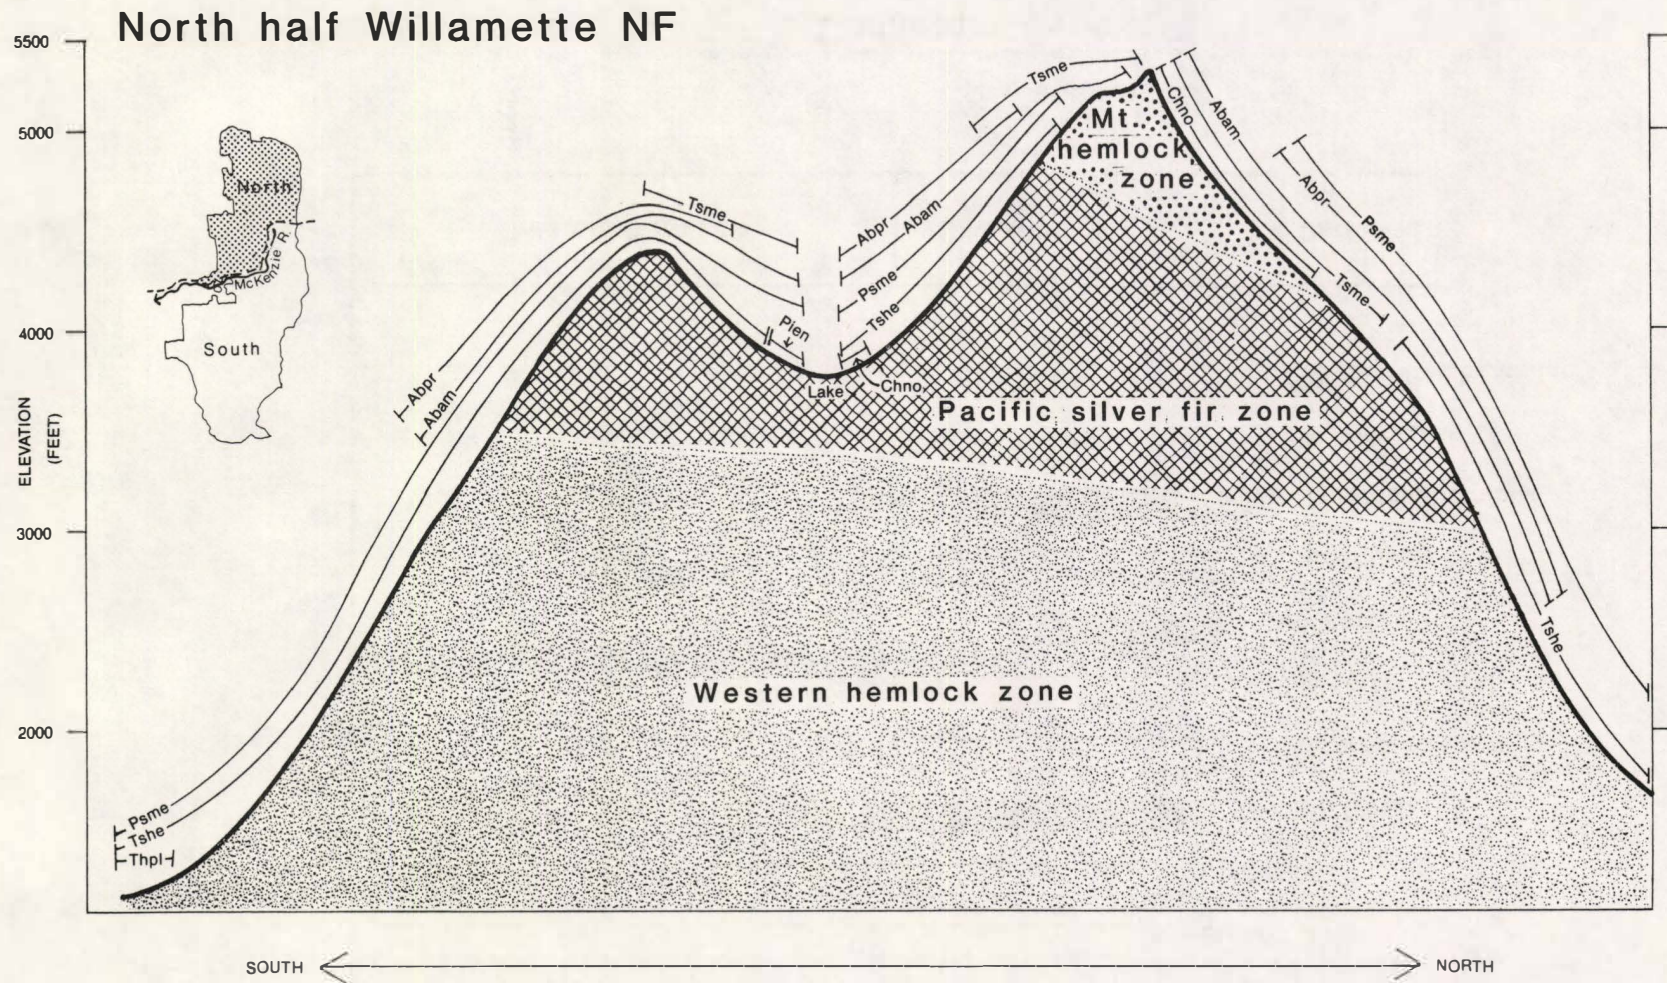 North half Willamette NF
5500
5000
4000
3000
2000
ELEVATION
(FEET)
North
McKenzie R.
South
Tsme
Tsme
Chno
Abam
Mt.
hemlock
zone
Abpr
Abam
Abpr
Psme
Psme
Tshe
Tsme
Pien
Lake
Chno
Abpr
Abam
Pacific silver fir zone
Western hemlock zone
Tshe
Psme
Tshe
Thpl
SOUTH
NORTH